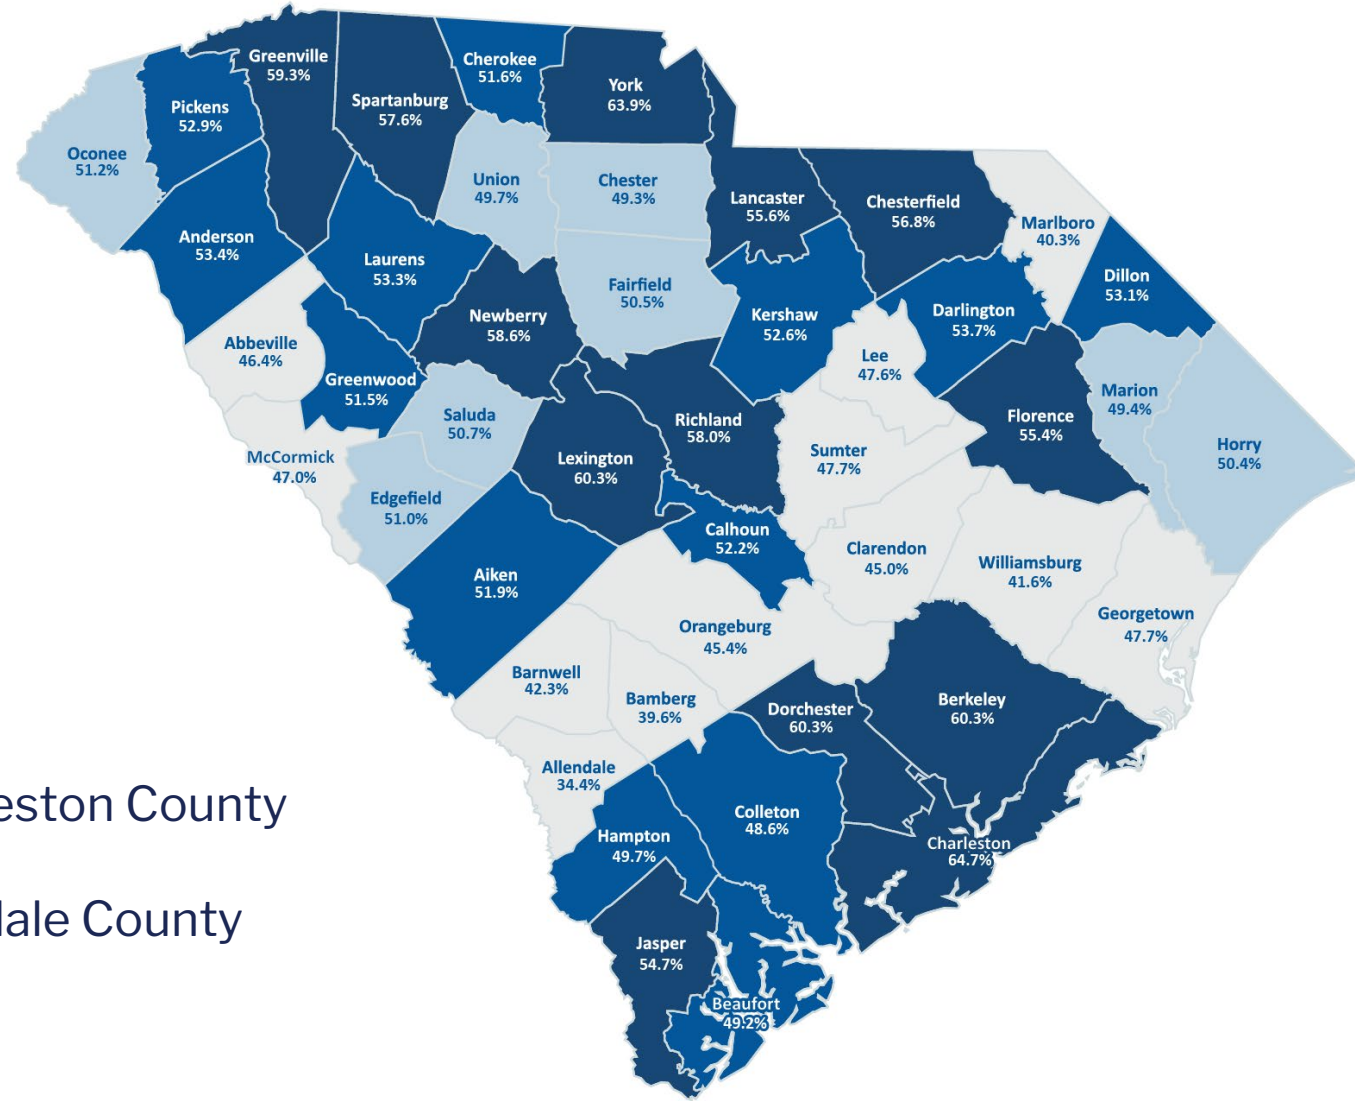 Greenville
59.3%
Cherokee
51.6%
York
63.9%
Spartanburg
57.6%
Pickens
52.9%
Oconee
51.2%
Union
49.7%
Chester
49.3%
Lancaster
55.6%
Chesterfield
56.8%
Marlboro
40.3%
Anderson
53.4%
Laurens
53.3%
Dillon
53.1%
Fairfield
50.5%
Newberry
58.6%
Kershaw
52.6%
Darlington
53.7%
Abbeville
46.4%
Lee
47.6%
Greenwood
51.5%
Marion
49.4%
Saluda
50.7%
Richland
58.0%
Florence
55.4%
Horry
50.4%
McCormick
47.0%
Lexington
60.3%
Sumter
47.7%
Edgefield
51.0%
Calhoun
52.2%
Clarendon
45.0%
Williamsburg
41.6%
Aiken
51.9%
Georgetown
47.7%
Orangeburg
45.4%
Barnwell
42.3%
Bamberg
39.6%
Dorchester
60.3%
Berkeley
60.3%
Allendale
34.4%
eston County
Colleton
48.6%
Hampton
49.7%
Charleston
64.7%
dale County
Jasper
54.7%
Beaufort
49.2%